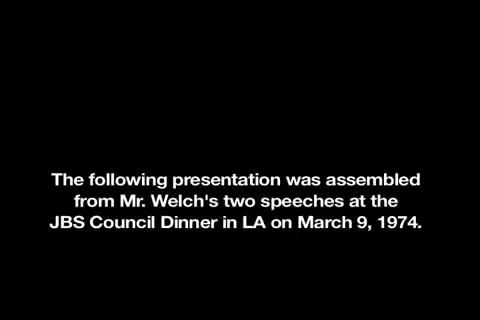 The following presentation was assembled
from Mr. Welch's two speeches at the
JBS Council Dinner in LA on March 9, 1974.